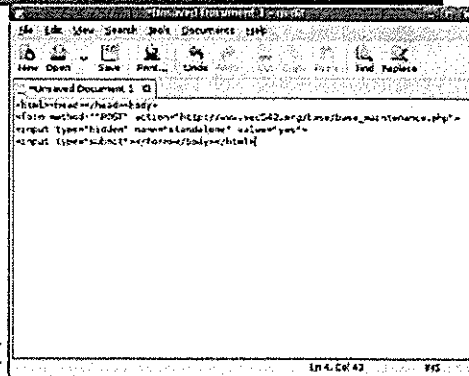 *Unsaved Document 1 - gedit
File Edit View Search Tools Documents Help
New Open Save Print... Undo Find Replace
*Unsaved Document 1
<html><head></head><body>
<form method="POST" action="http://www.sec542.org/base/base_maintenance.php">
<input type="hidden" name="standalone" value="yes">
<input type="submit"></form></body></html>
Ln 4, Col 43 INS